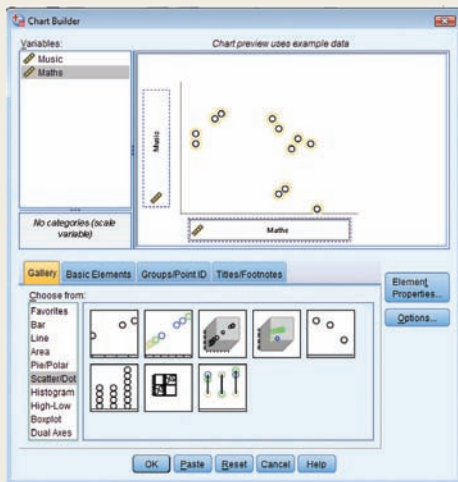 Chart Builder
Variables:
Chart preview uses example data
Music
Maths
Music
Maths
No categories (scale
variable)
Gallery
Basic Elements
Groups/Point ID
Titles/Footnotes
Choose from:
Favorites
Bar
Line
Area
Pie/Polar
Scatter/Dot
Histogram
High-Low
Boxplot
Dual Axes
Element
Properties...
Options...
OK
Paste
Reset
Cancel
Help